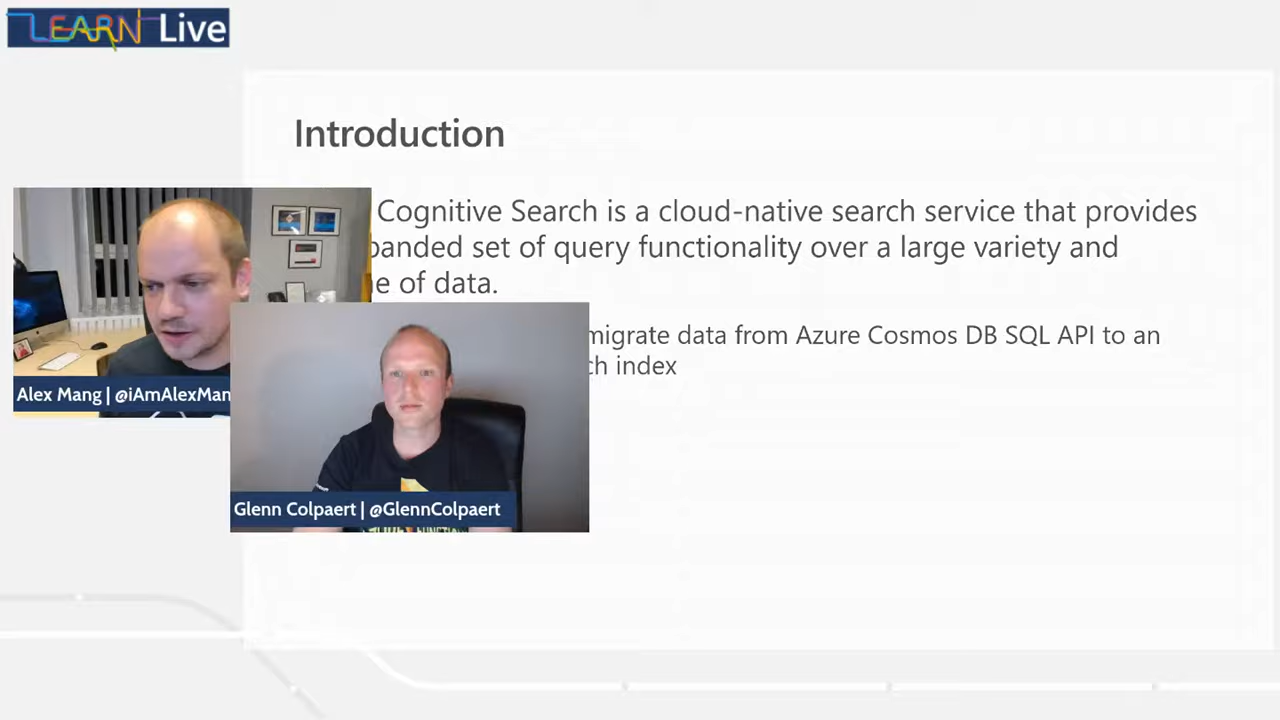 LEARN Live
Introduction
Cognitive Search is a cloud-native search service that provides
set of query functionality over a large variety and
of data.
migrate data from Azure Cosmos DB SQL API to an
index
Alex Mang | @iAmAlexMan
Glenn Colpaert | @GlennColpaert